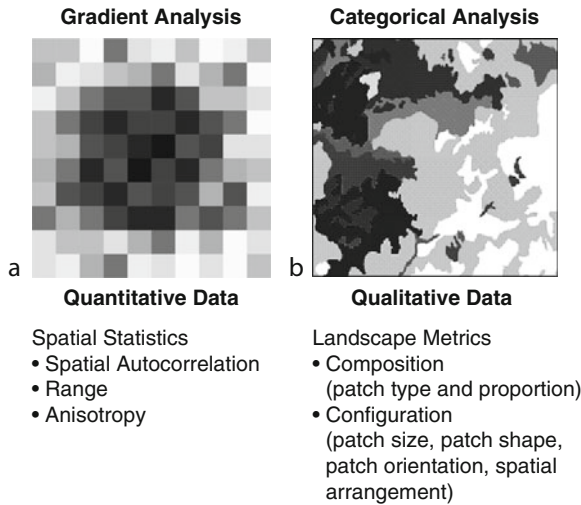 Gradient Analysis
a
Quantitative Data
Spatial Statistics
• Spatial Autocorrelation
• Range
• Anisotropy
Categorical Analysis
b
Qualitative Data
Landscape Metrics
• Composition
(patch type and proportion)
• Configuration
(patch size, patch shape,
patch orientation, spatial
arrangement)